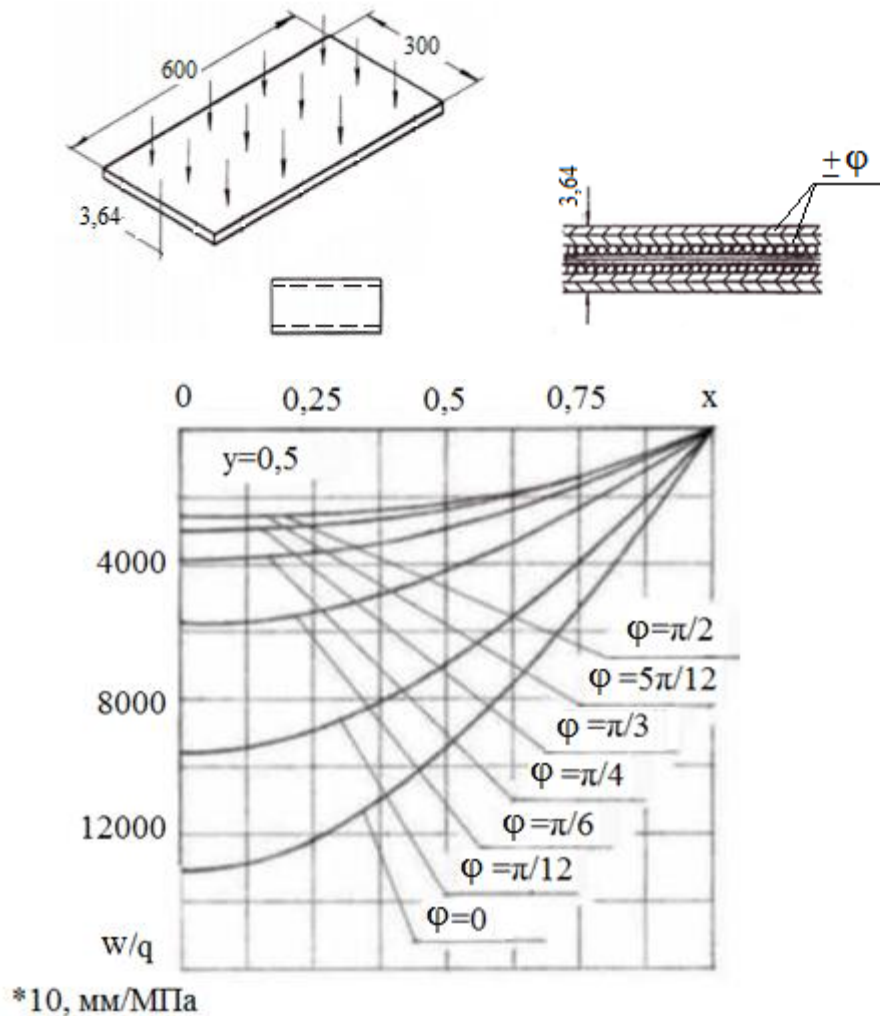 600
300
3,64
3,64
±φ
0 0,25 0,5 0,75 x
y=0,5
4000
8000
12000
w/q
*10, мм/МПа
φ=π/2
φ =5π/12
φ =π/3
φ =π/4
φ =π/6
φ =π/12
φ=0